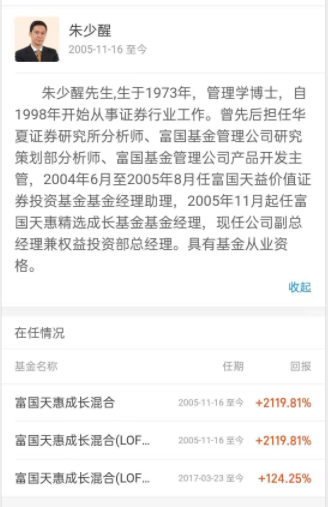 朱少醒
2005-11-16 至今
朱少醒先生,生于1973年，管理学博士，自
1998年开始从事证券行业工作。曾先后担任华
夏证券研究所分析师、富国基金管理公司研究
策划部分析师、富国基金管理公司产品开发主
管，2004年6月至2005年8月任富国天益价值证
券投资基金基金经理助理，2005年11月起任富
国天惠精选成长基金基金经理，现任公司副总
经理兼权益投资部总经理。具有基金从业资
格。
收起
在任情况
基金名称 任期 回报
富国天惠成长混合 2005-11-16 至今 +2119.81%
富国天惠成长混合(LOF... 2005-11-16 至今 +2119.81%
富国天惠成长混合(LOF... 2017-03-23 至今 +124.25%